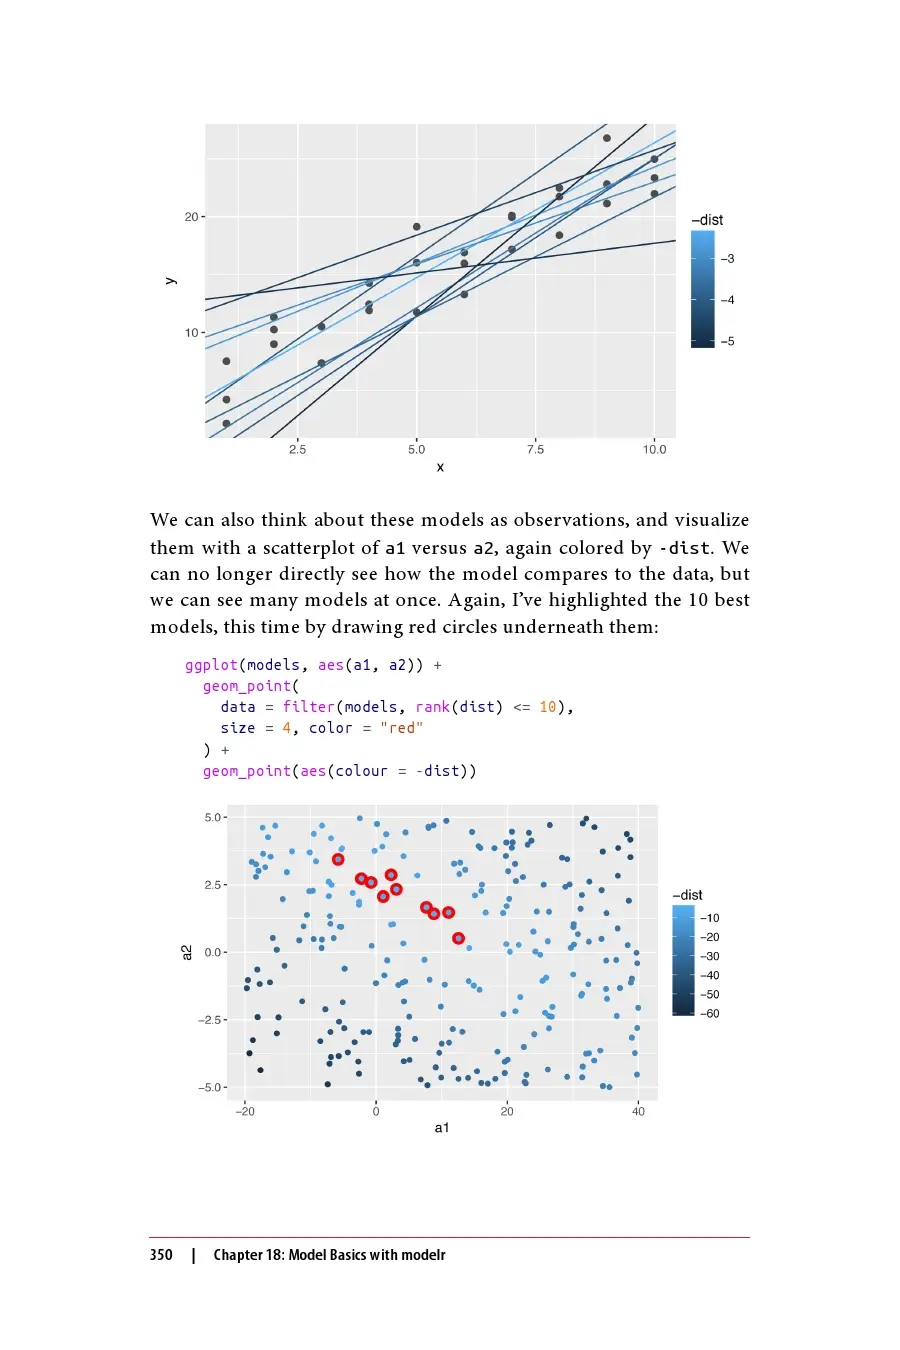 20
10
y
2.5 5.0 7.5 10.0
x
−dist
−3
−4
−5
We can also think about these models as observations, and visualize
them with a scatterplot of a1 versus a2, again colored by -dist. We
can no longer directly see how the model compares to the data, but
we can see many models at once. Again, I’ve highlighted the 10 best
models, this time by drawing red circles underneath them:
ggplot(models, aes(a1, a2)) +
geom_point(
data = filter(models, rank(dist) <= 10),
size = 4, color = "red"
) +
geom_point(aes(colour = -dist))
5.0
2.5
0.0
−2.5
−5.0
a2
−20 0 20 40
a1
−dist
−10
−20
−30
−40
−50
−60
350 | Chapter 18: Model Basics with modelr